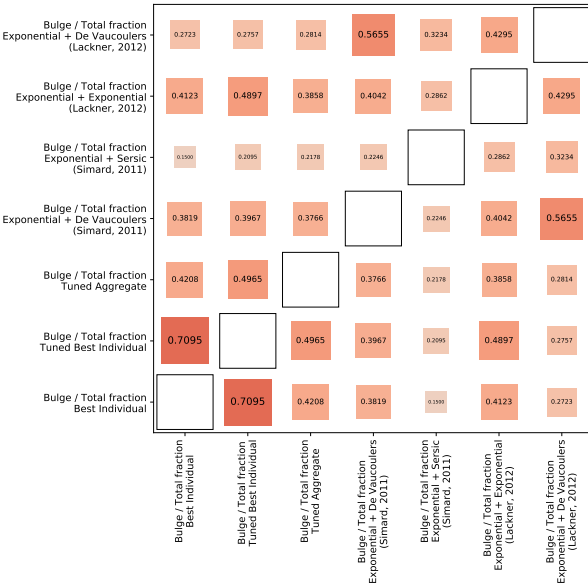 Bulge / Total fraction
Exponential + De Vaucoulers
(Lackner, 2012)
0.2723 0.2757 0.2814 0.5655 0.3234 0.4295
Bulge / Total fraction
Exponential + Exponential
(Lackner, 2012)
0.4123 0.4897 0.3858 0.4042 0.2862 0.4295
Bulge / Total fraction
Exponential + Sersic
(Simard, 2011)
0.1500 0.2095 0.2178 0.2246 0.2862 0.3234
Bulge / Total fraction
Exponential + De Vaucoulers
(Simard, 2011)
0.3819 0.3967 0.3766 0.2246 0.4042 0.5655
Bulge / Total fraction
Tuned Aggregate
0.4208 0.4965 0.3766 0.2178 0.3858 0.2814
Bulge / Total fraction
Tuned Best Individual
0.7095 0.4965 0.3967 0.2095 0.4897 0.2757
Bulge / Total fraction
Best Individual
0.7095 0.4208 0.3819 0.1500 0.4123 0.2723
Bulge / Total fraction
Best Individual
Bulge / Total fraction
Tuned Best Individual
Bulge / Total fraction
Tuned Aggregate
Bulge / Total fraction
Exponential + De Vaucoulers
(Simard, 2011)
Bulge / Total fraction
Exponential + Sersic
(Simard, 2011)
Bulge / Total fraction
Exponential + Exponential
(Lackner, 2012)
Bulge / Total fraction
Exponential + De Vaucoulers
(Lackner, 2012)